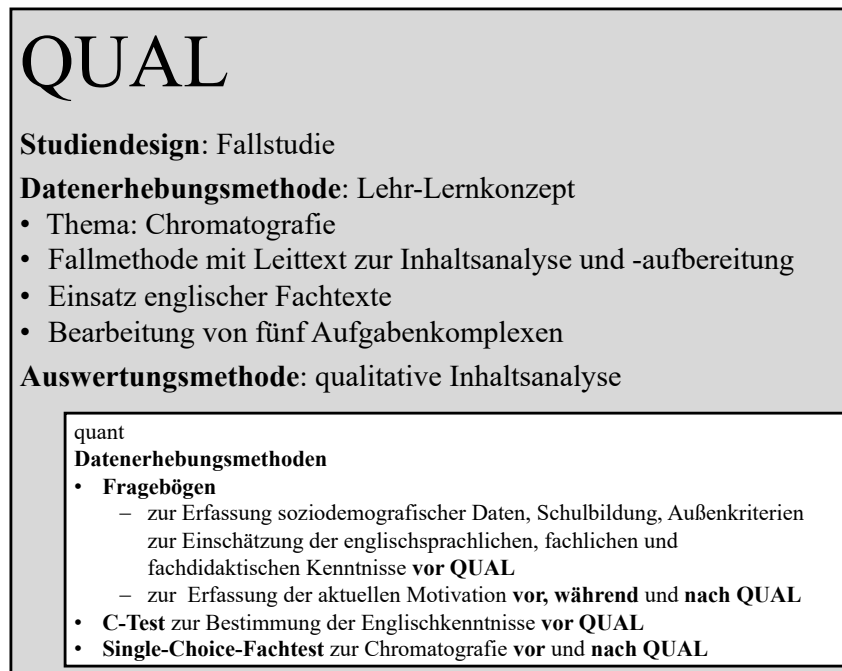 QUAL
Studiendesign: Fallstudie
Datenerhebungsmethode: Lehr-Lernkonzept
• Thema: Chromatografie
• Fallmethode mit Leittext zur Inhaltsanalyse und -aufbereitung
• Einsatz englischer Fachtexte
• Bearbeitung von fünf Aufgabenkomplexen
Auswertungsmethode: qualitative Inhaltsanalyse
quant
Datenerhebungsmethoden
• Fragebögen
– zur Erfassung soziodemografischer Daten, Schulbildung, Außenkriterien
zur Einschätzung der englischsprachlichen, fachlichen und
fachdidaktischen Kenntnisse vor QUAL
– zur Erfassung der aktuellen Motivation vor, während und nach QUAL
• C-Test zur Bestimmung der Englischkenntnisse vor QUAL
• Single-Choice-Fachtest zur Chromatografie vor und nach QUAL